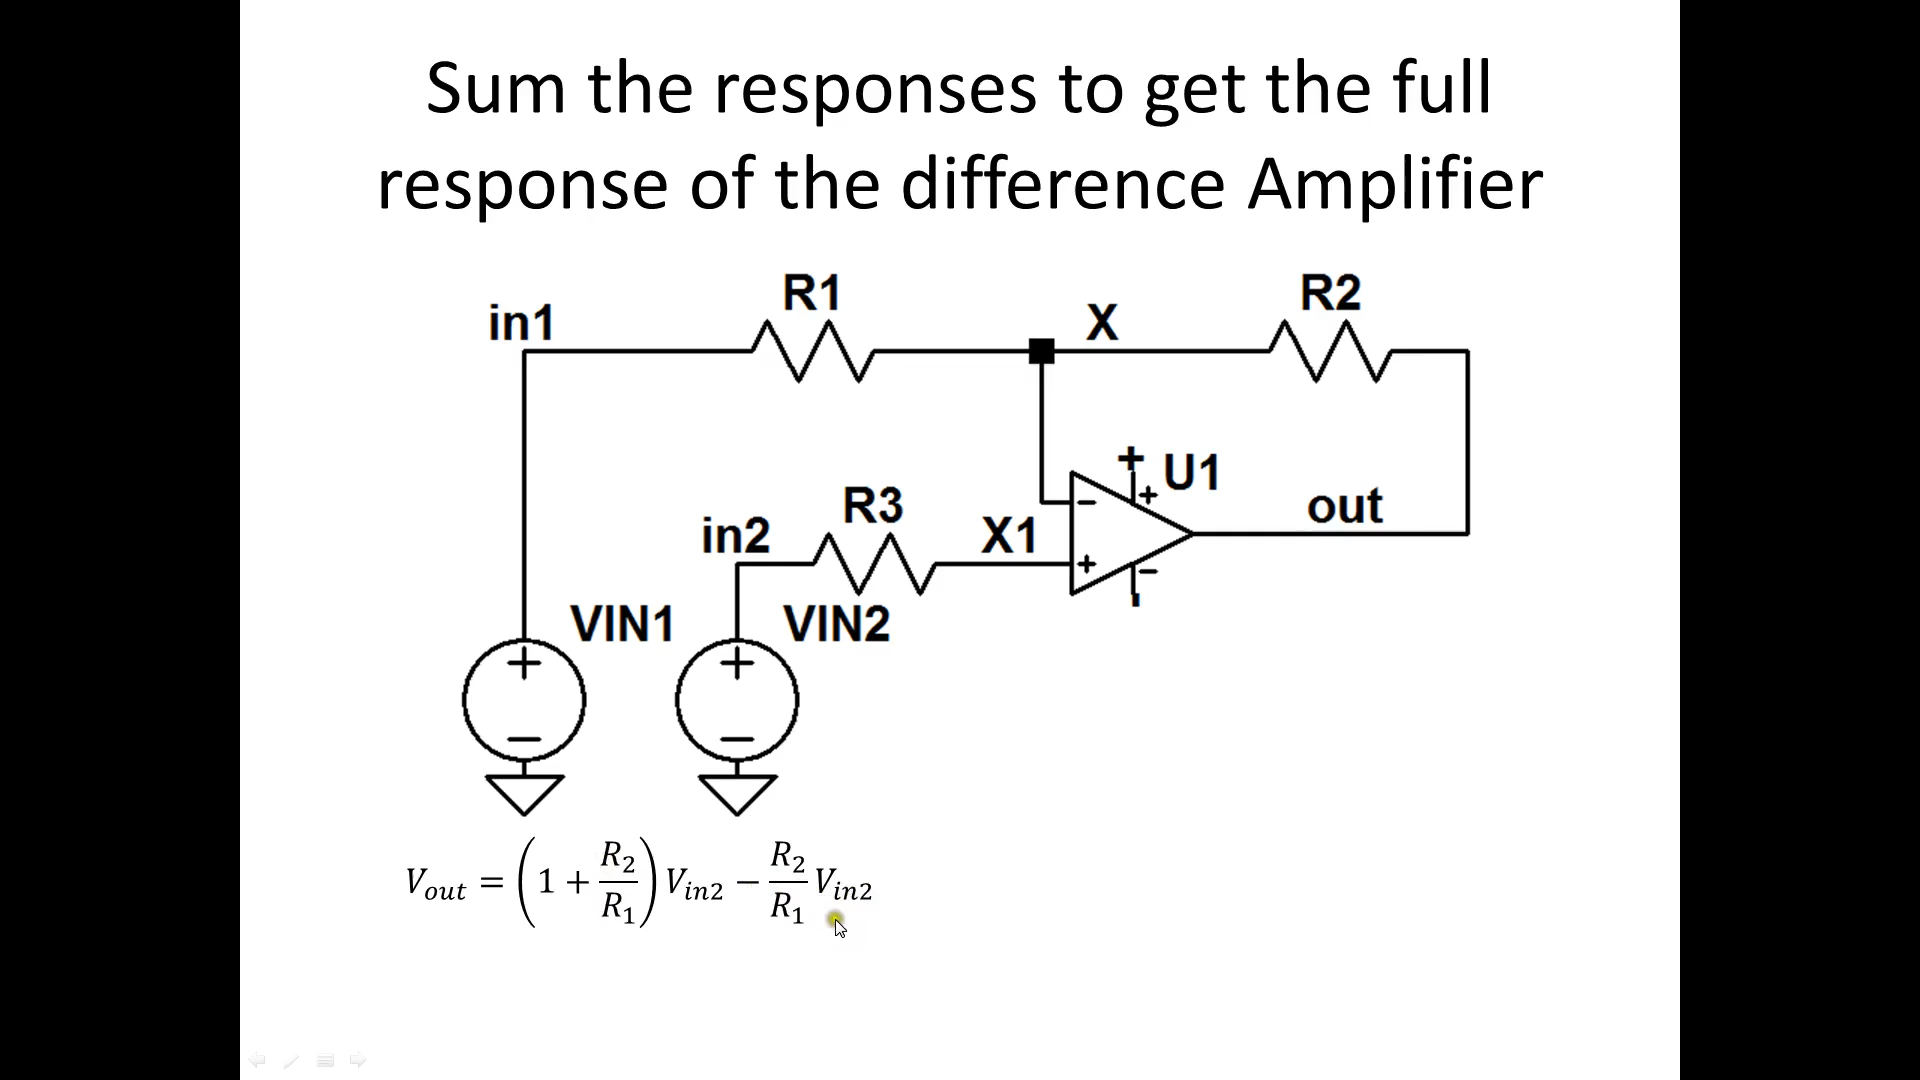 Sum the responses to get the full
response of the difference Amplifier
R1
R2
in1
X
U1
R3
out
in2
X1
VIN1
VIN2
V_out = (1 + R_2/R_1) V_in2 − R_2/R_1 V_in2